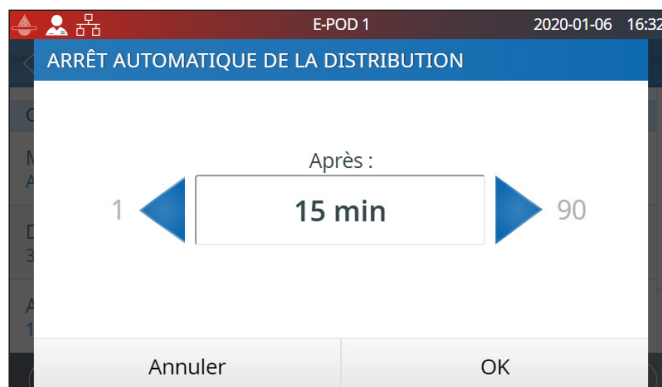 E-POD 1 2020-01-06 16:32
ARRÊT AUTOMATIQUE DE LA DISTRIBUTION
Après :
1 15 min 90
Annuler OK